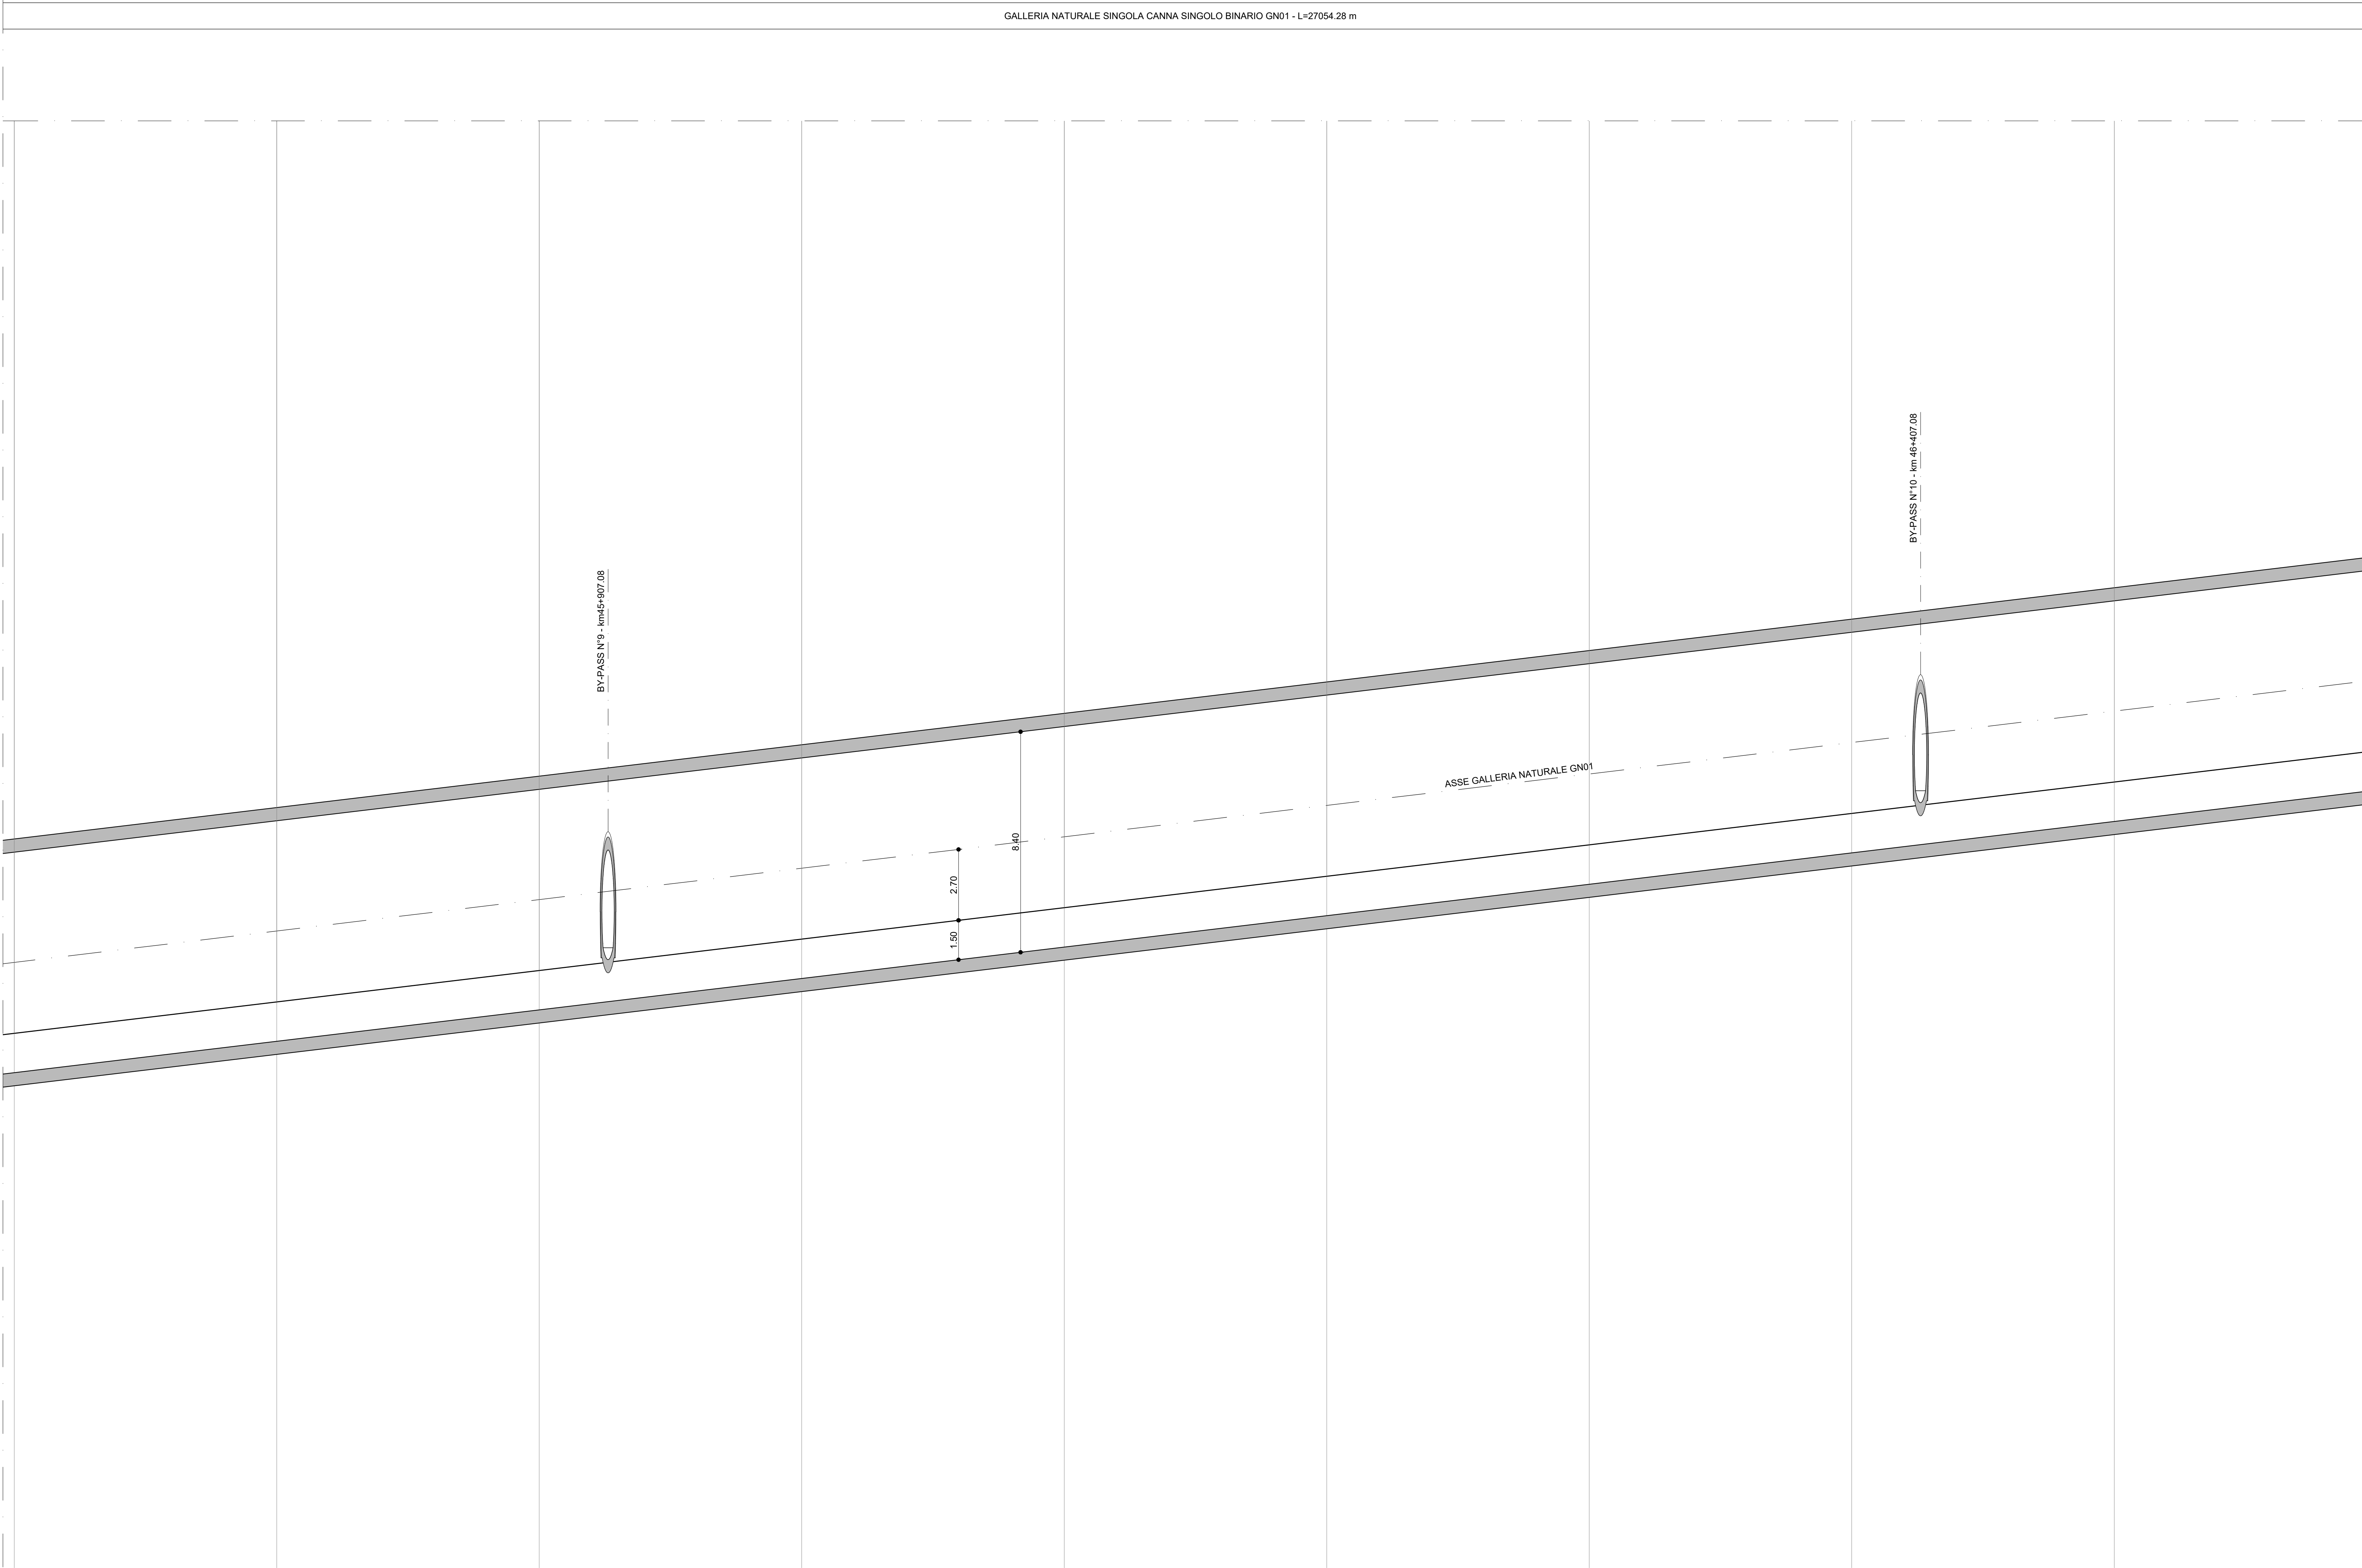 GALLERIA NATURALE SINGOLA CANNA SINGOLO BINARIO GN01 - L=27054.28 m
BY-PASS N°10 - km 46+407.08
BY-PASS N°9 - km45+907.08
ASSE GALLERIA NATURALE GN01
8.40
2.70
1.50